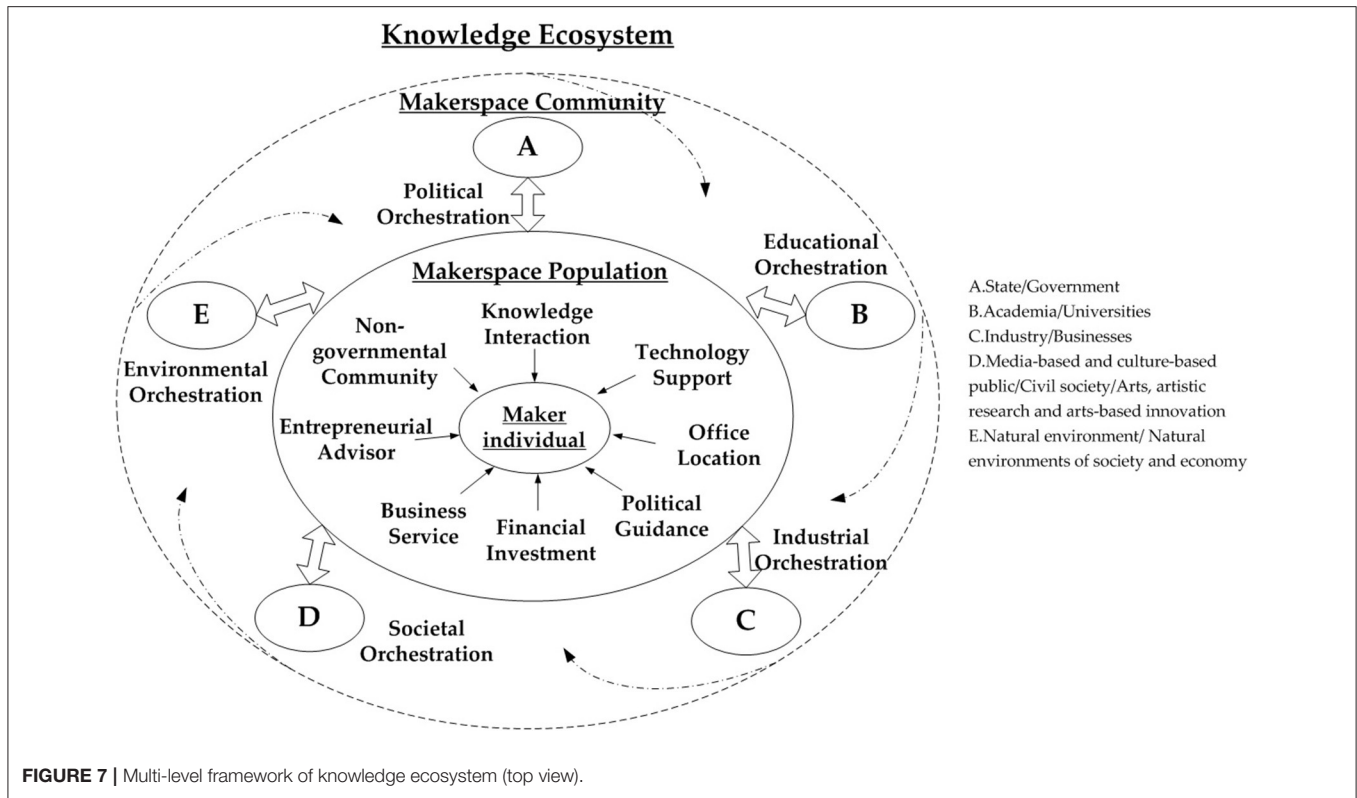 Knowledge Ecosystem
Makerspace Community
A
Political
Orchestration
Educational
Orchestration
Makerspace Population
E
B
Knowledge
Interaction
Non-
governmental
Community
Technology
Support
Environmental
Orchestration
Maker
individual
Entrepreneurial
Advisor
Office
Location
Business
Service
Financial
Investment
Political
Guidance
Industrial
Orchestration
D
Societal
Orchestration
C
A.State/Government
B.Academia/Universities
C.Industry/Businesses
D.Media-based and culture-based
public/Civil society/Arts, artistic
research and arts-based innovation
E.Natural environment/ Natural
environments of society and economy
FIGURE 7 | Multi-level framework of knowledge ecosystem (top view).